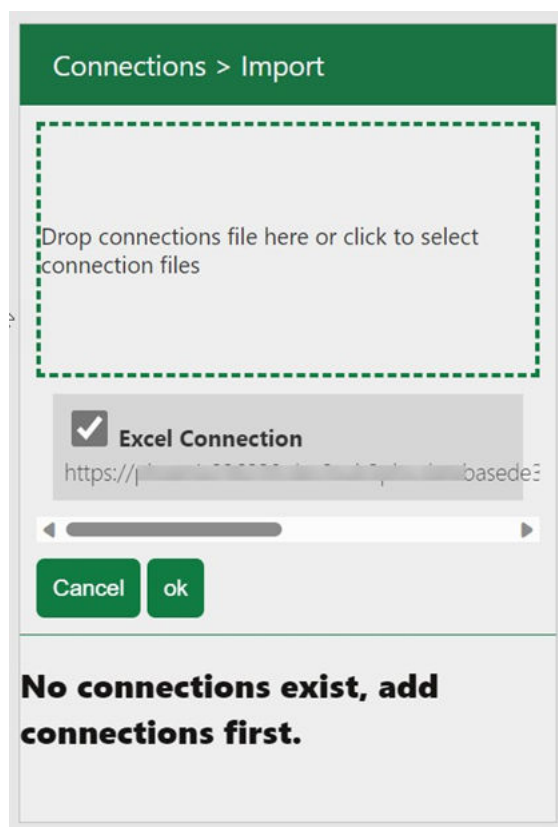 Connections > Import
Drop connections file here or click to select
connection files
Excel Connection
https://
Cancel ok
No connections exist, add
connections first.